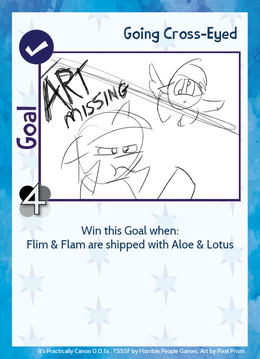 Going Cross-Eyed
ART
MISSING
Goal
4
Win this Goal when:
Flim & Flam are shipped with Aloe & Lotus
It's Practically Canon 0.0.1a ; TSSSF by Horrible People Games. Art by Pixel Prism.